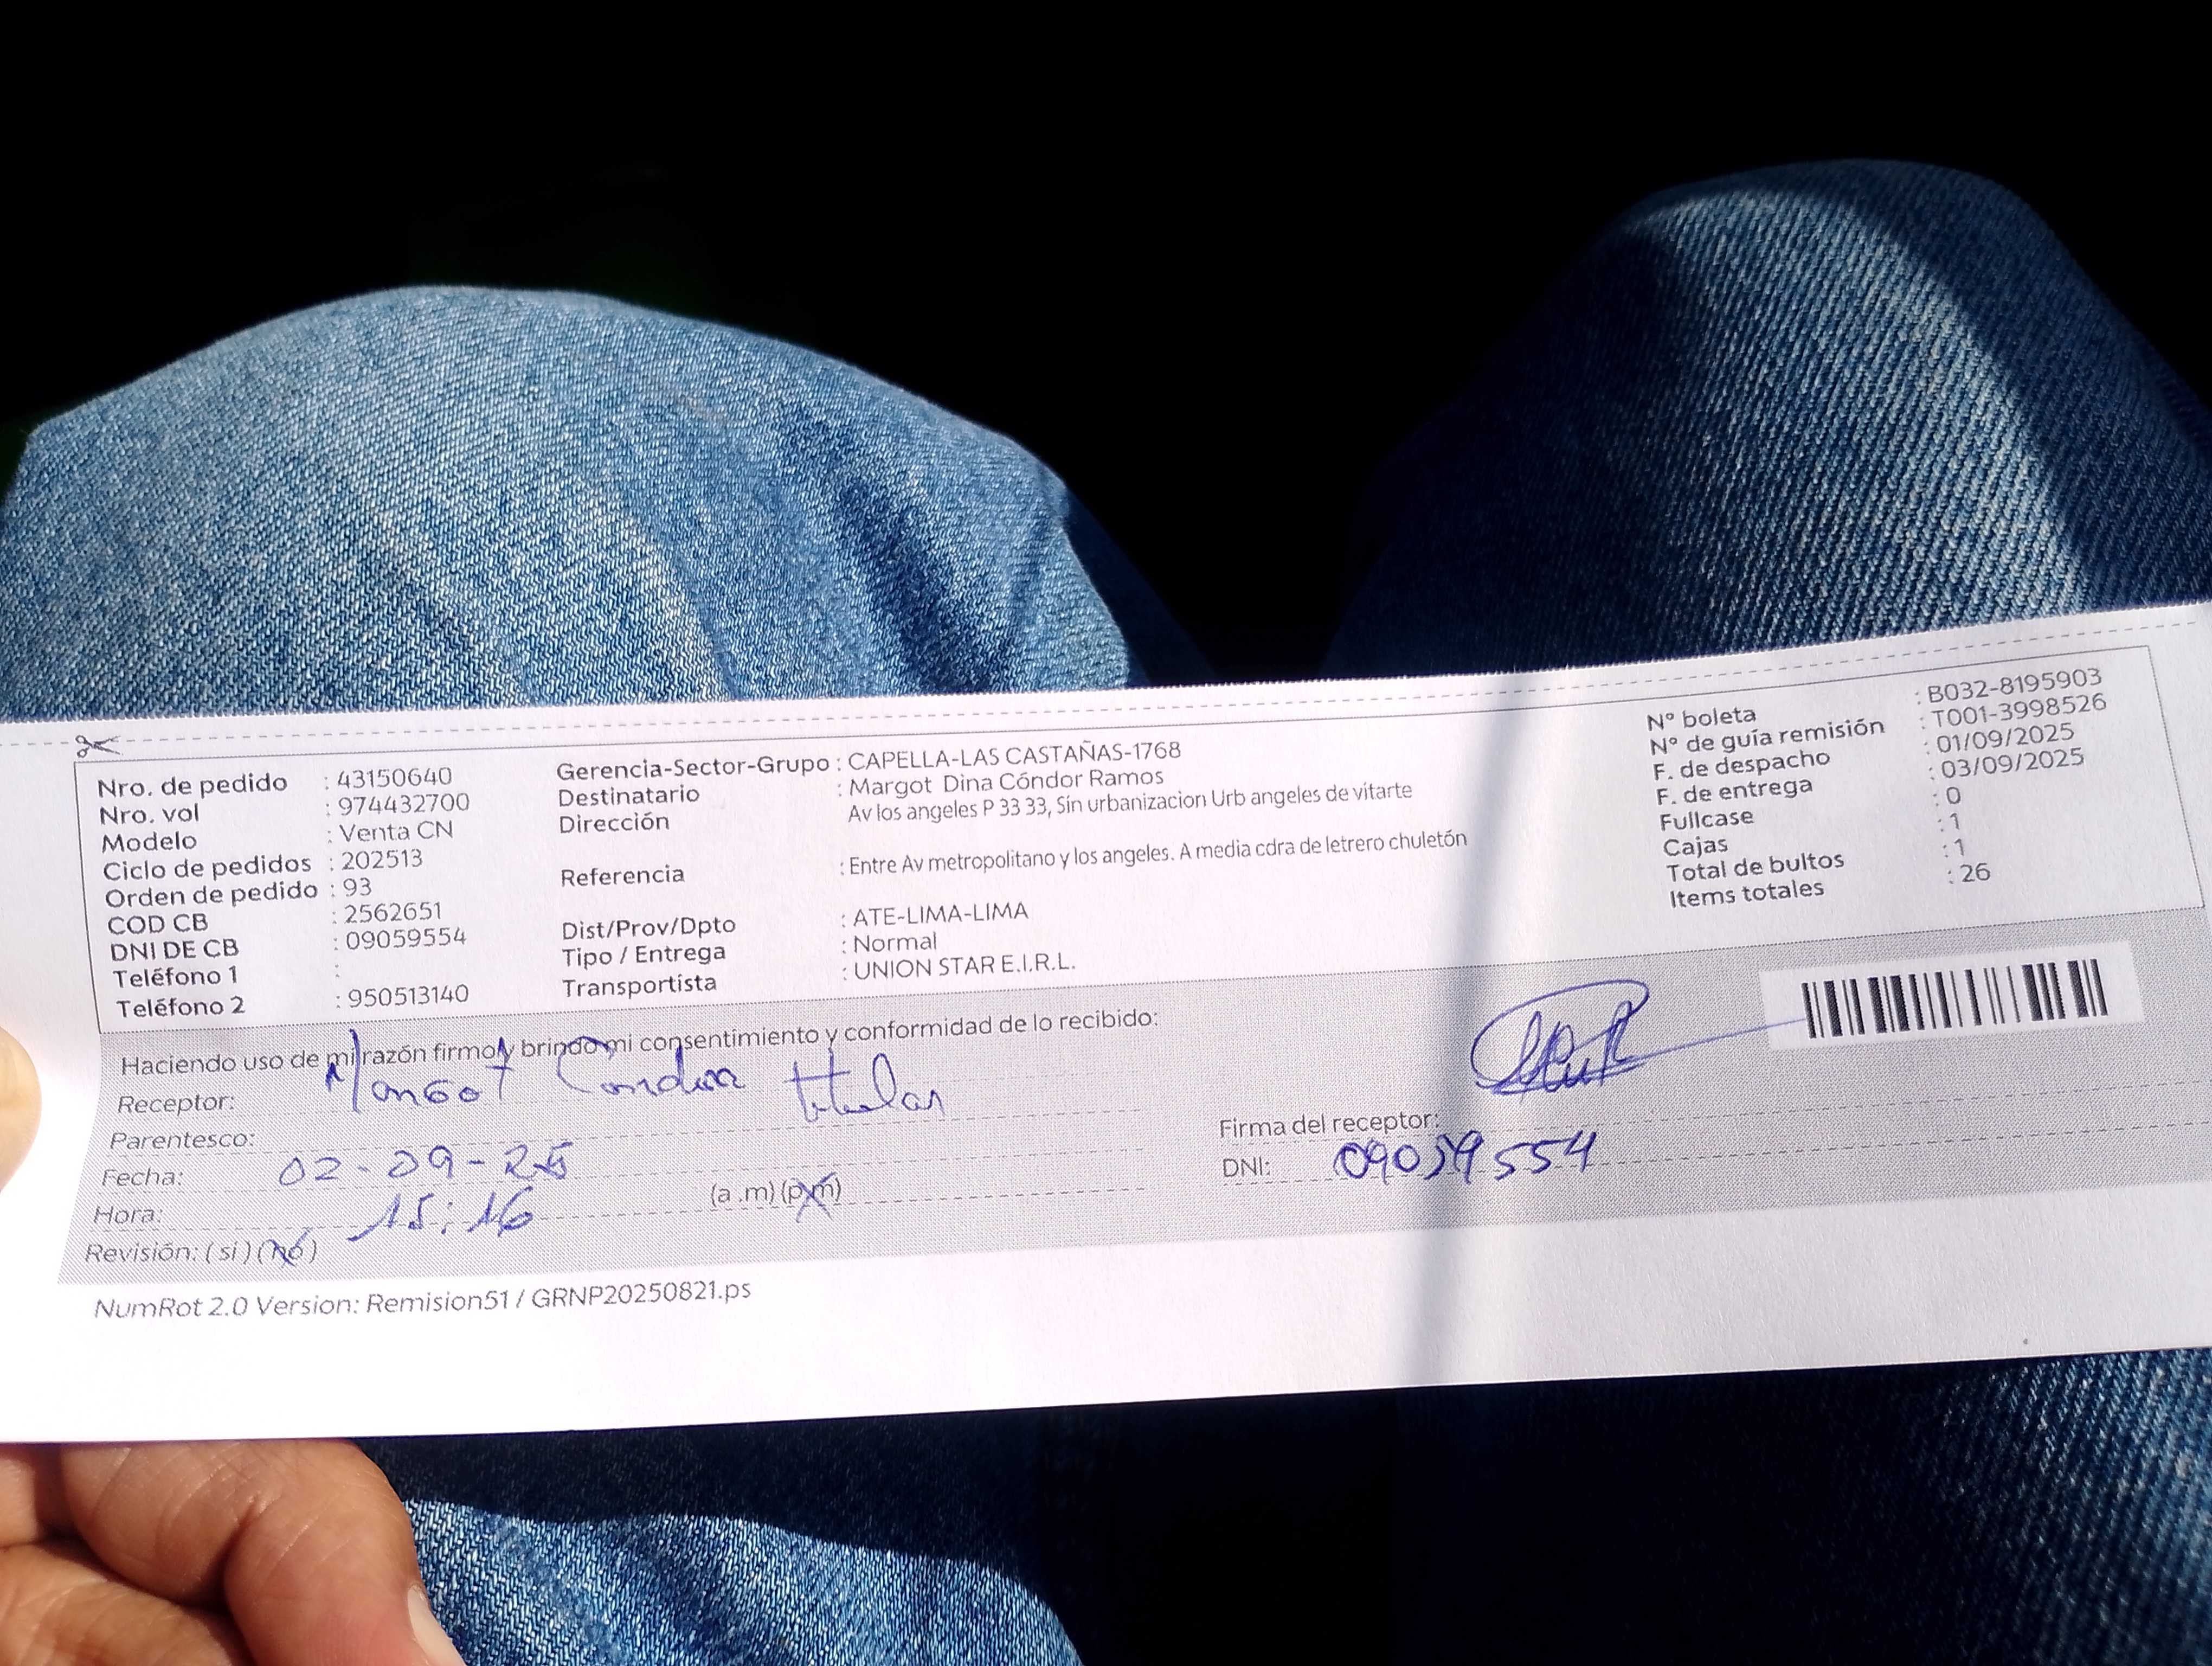 Nro. de pedido : 43150640
Nro. vol : 974432700
Modelo : Venta CN
Ciclo de pedidos : 202513
Orden de pedido : 93
COD CB : 2562651
DNI DE CB : 09059554
Teléfono 1 :
Teléfono 2 : 950513140
Gerencia-Sector-Grupo : CAPELLA-LAS CASTAÑAS-1768
Destinatario : Margot Dina Cóndor Ramos
Dirección Av los angeles P 33 33, Sin urbanizacion Urb angeles de vitarte
Referencia : Entre Av metropolitano y los angeles. A media cdra de letrero chuletón
Dist/Prov/Dpto : ATE-LIMA-LIMA
Tipo / Entrega : Normal
Transportista : UNION STAR E.I.R.L.
N° boleta : B032-8195903
N° de guía remisión : T001-3998526
F. de despacho : 01/09/2025
F. de entrega : 03/09/2025
Fullcase : 0
Cajas : 1
Total de bultos : 1
Items totales : 26
Haciendo uso de mi razón firmo y brindo mi consentimiento y conformidad de lo recibido:
Receptor: Margot Condor titular
Parentesco:
Fecha: 02-09-25
Hora: 15:16 (a .m) (p.m)
Revisión: ( si ) ( no )
Firma del receptor:
DNI: 09059554
NumRot 2.0 Version: Remision51 / GRNP20250821.ps